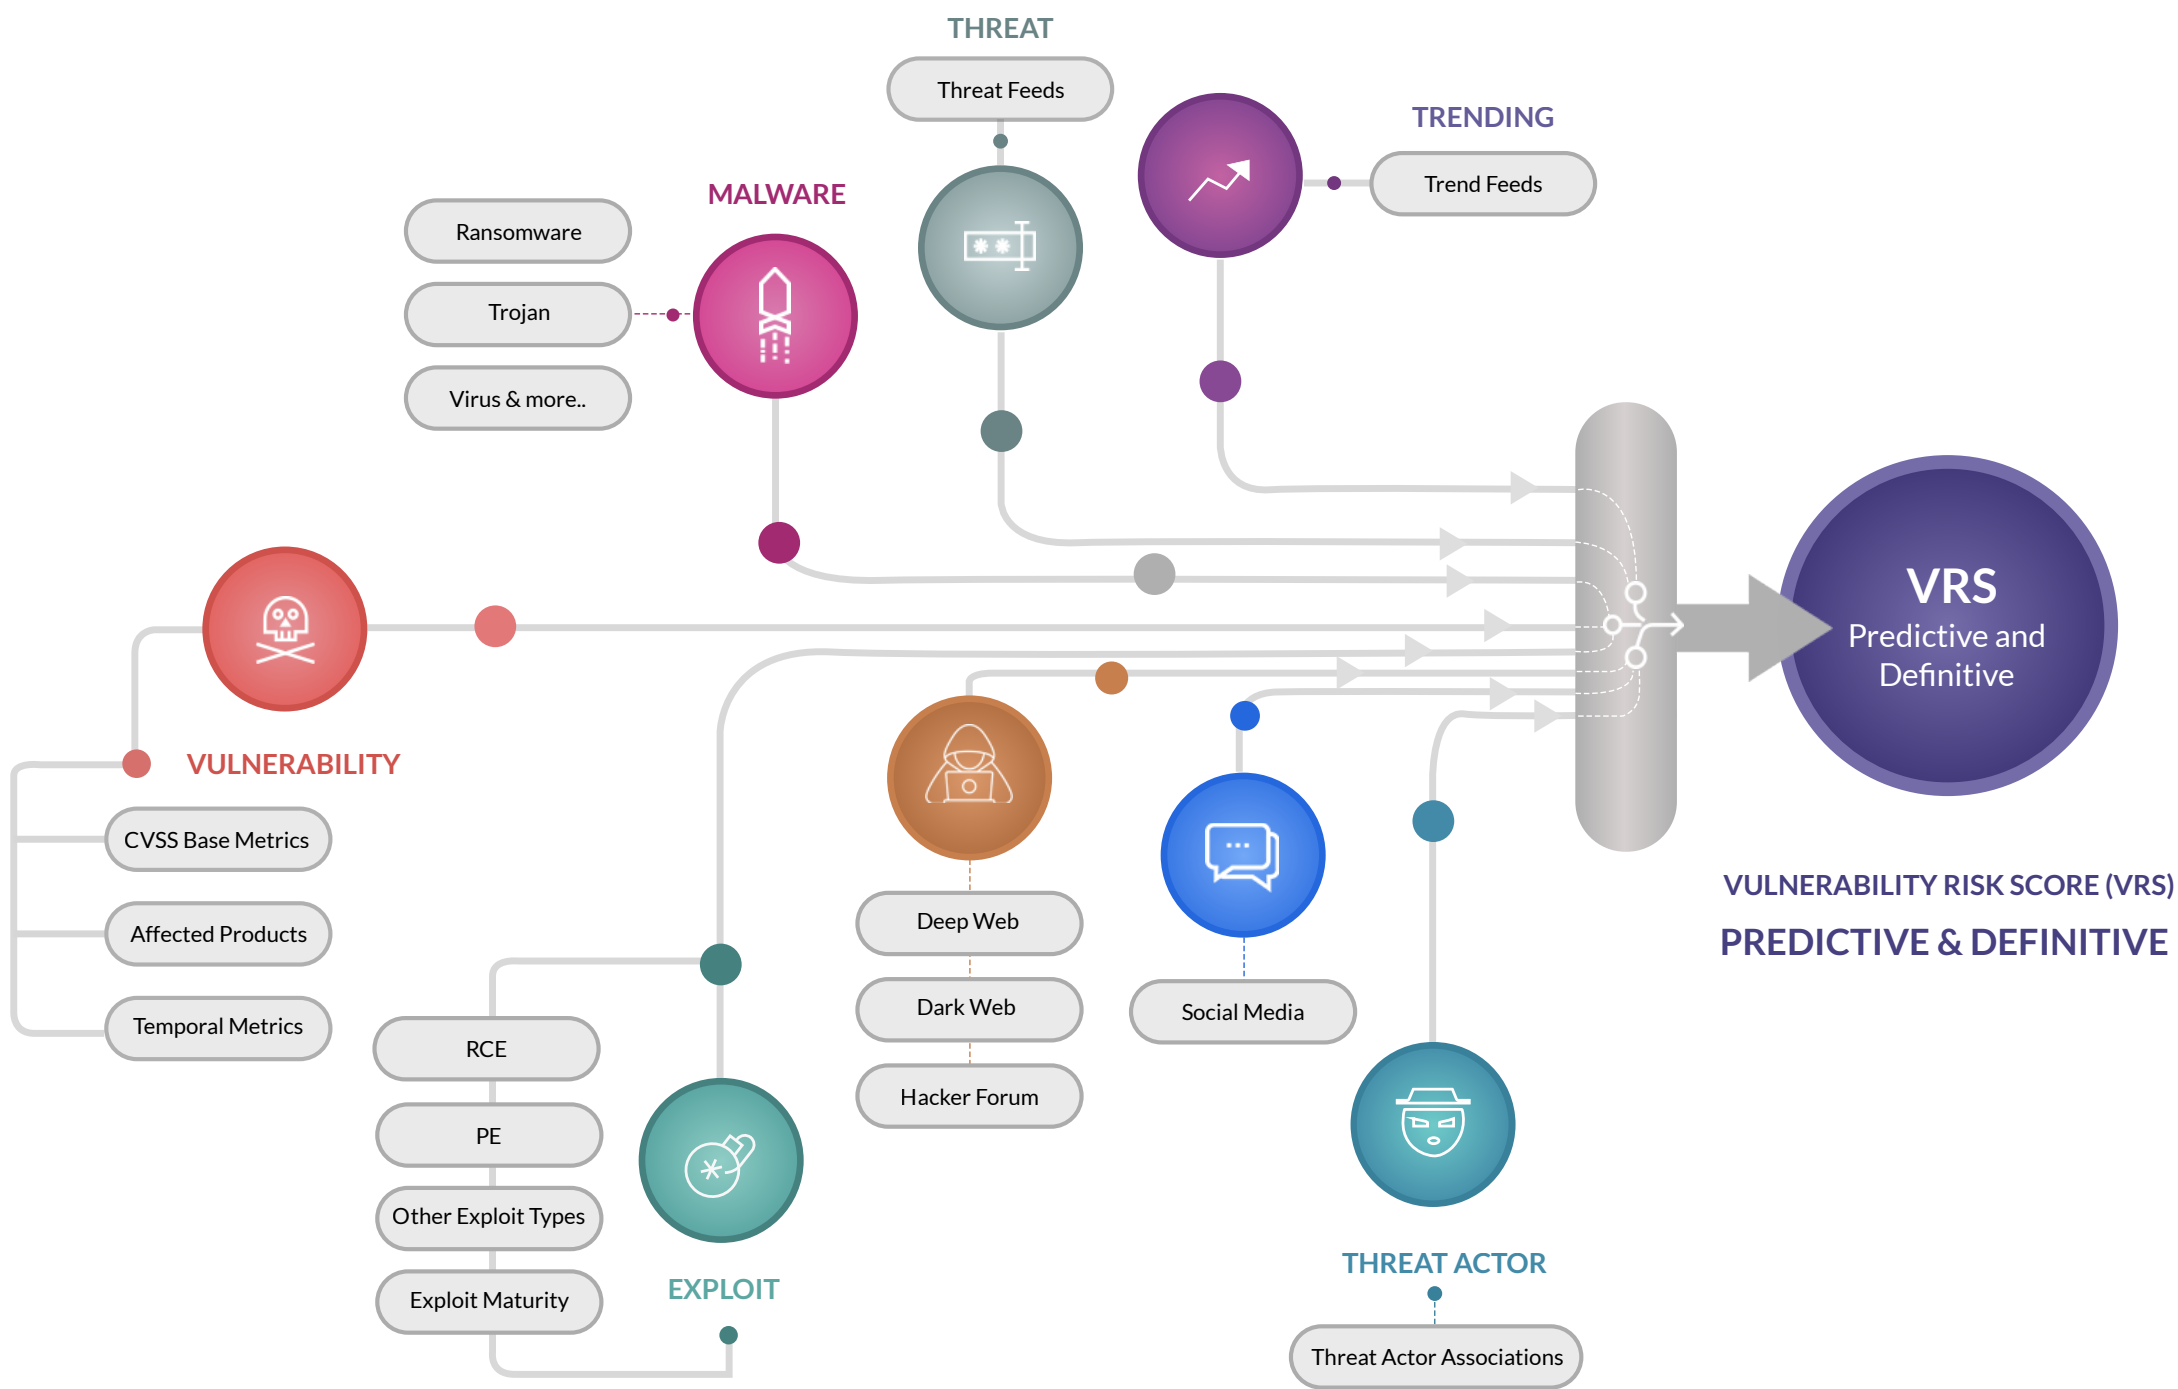 THREAT
Threat Feeds
TRENDING
Trend Feeds
MALWARE
Ransomware
Trojan
Virus & more..
VRS
Predictive and
Definitive
VULNERABILITY
CVSS Base Metrics
Affected Products
Temporal Metrics
VULNERABILITY RISK SCORE (VRS)
PREDICTIVE & DEFINITIVE
Deep Web
Dark Web
Hacker Forum
Social Media
RCE
PE
Other Exploit Types
Exploit Maturity
EXPLOIT
THREAT ACTOR
Threat Actor Associations